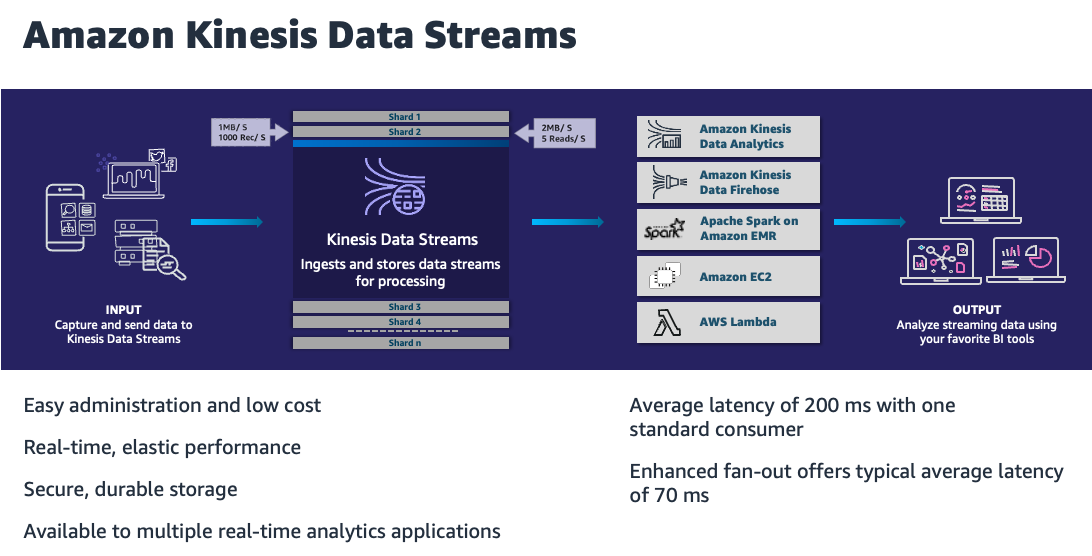 Amazon Kinesis Data Streams
1MB/ S
1000 Rec/ S
Shard 1
Shard 2
2MB/ S
5 Reads/ S
Kinesis Data Streams
Ingests and stores data streams
for processing
Shard 3
Shard 4
Shard n
INPUT
Capture and send data to
Kinesis Data Streams
Amazon Kinesis
Data Analytics
Amazon Kinesis
Data Firehose
Spark
Apache Spark on
Amazon EMR
Amazon EC2
AWS Lambda
OUTPUT
Analyze streaming data using
your favorite BI tools
Easy administration and low cost
Real-time, elastic performance
Secure, durable storage
Available to multiple real-time analytics applications
Average latency of 200 ms with one
standard consumer
Enhanced fan-out offers typical average latency
of 70 ms